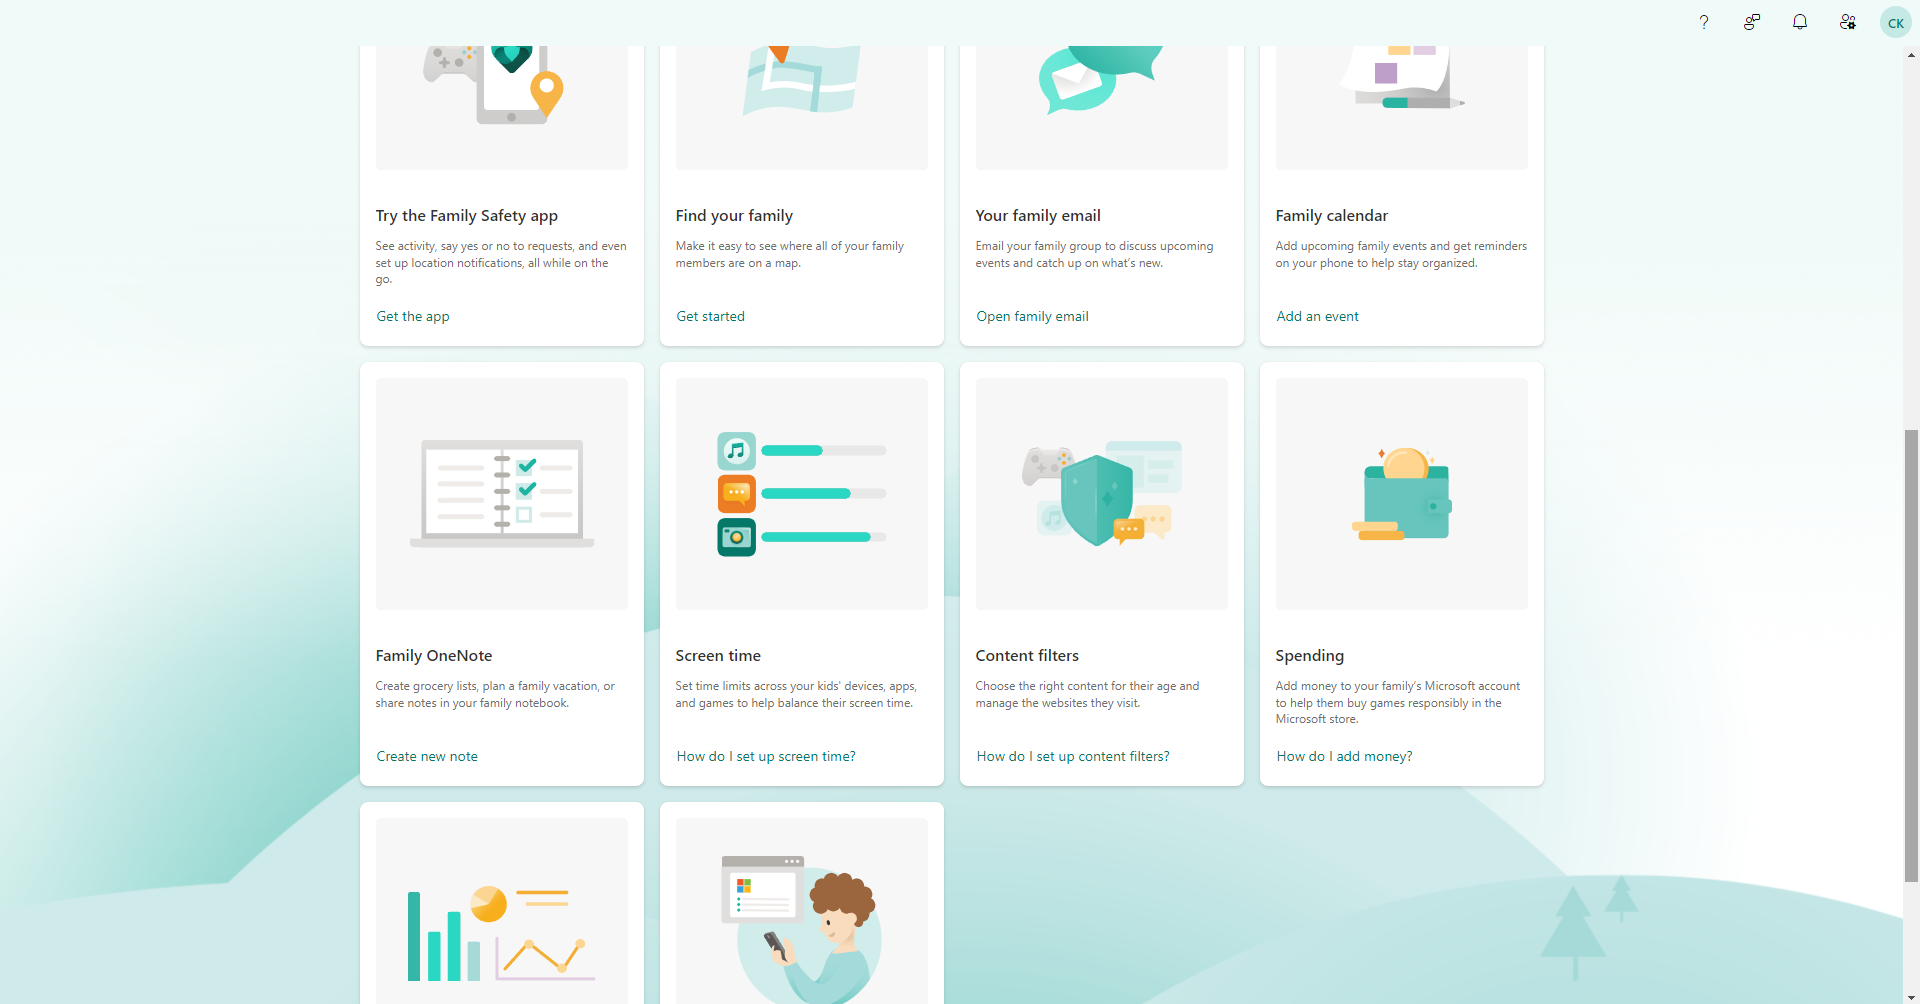 ?
CK
Try the Family Safety app
See activity, say yes or no to requests, and even
set up location notifications, all while on the
go.
Get the app
Find your family
Make it easy to see where all of your family
members are on a map.
Get started
Your family email
Email your family group to discuss upcoming
events and catch up on what's new.
Open family email
Family calendar
Add upcoming family events and get reminders
on your phone to help stay organized.
Add an event
Family OneNote
Create grocery lists, plan a family vacation, or
share notes in your family notebook.
Create new note
Screen time
Set time limits across your kids' devices, apps,
and games to help balance their screen time.
How do I set up screen time?
Content filters
Choose the right content for their age and
manage the websites they visit.
How do I set up content filters?
Spending
Add money to your family's Microsoft account
to help them buy games responsibly in the
Microsoft store.
How do I add money?